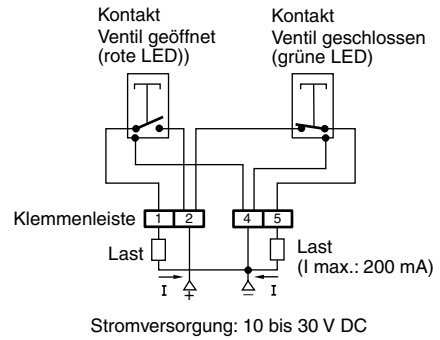 Kontakt
Ventil geöffnet
(rote LED))
Kontakt
Ventil geschlossen
(grüne LED)
Klemmenleiste
1 2 4 5
Last
Last
(I max.: 200 mA)
I + − I
Stromversorgung: 10 bis 30 V DC